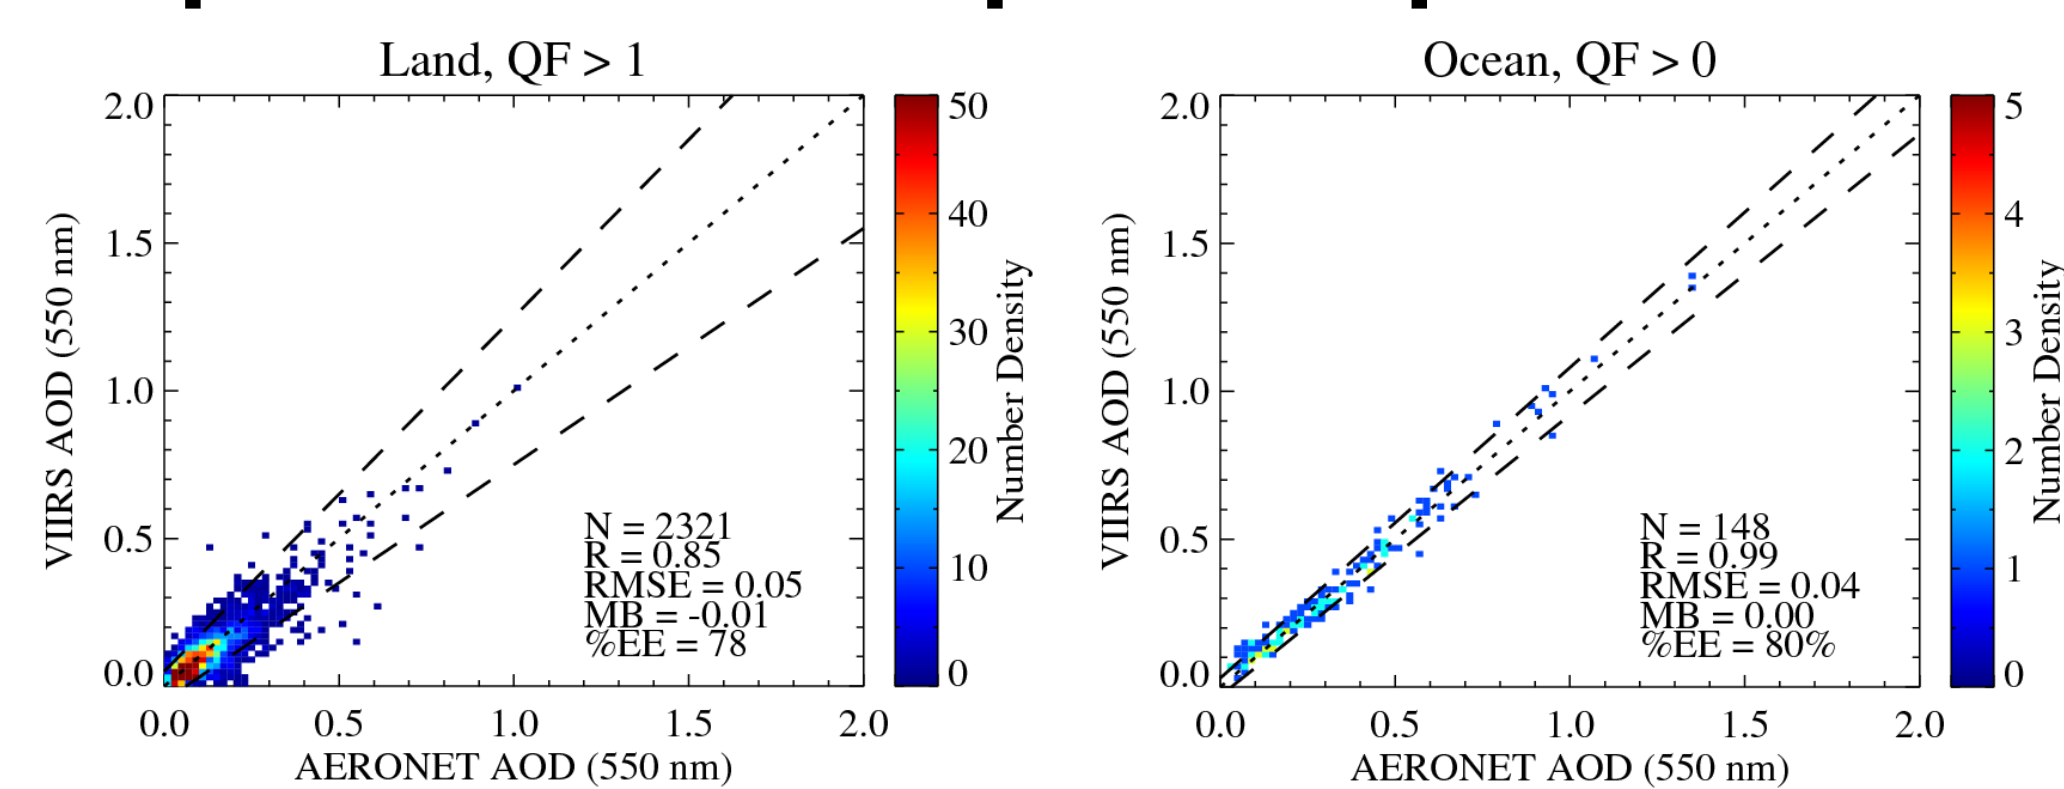 Land, QF > 1
2.0
1.5
1.0
0.5
0.0
VIIRS AOD (550 nm)
N = 2321
R = 0.85
RMSE = 0.05
MB = -0.01
%EE = 78
0.0 0.5 1.0 1.5 2.0
AERONET AOD (550 nm)
50
40
30
20
10
0
Number Density
Ocean, QF > 0
2.0
1.5
1.0
0.5
0.0
VIIRS AOD (550 nm)
N = 148
R = 0.99
RMSE = 0.04
MB = 0.00
%EE = 80%
0.0 0.5 1.0 1.5 2.0
AERONET AOD (550 nm)
5
4
3
2
1
0
Number Density